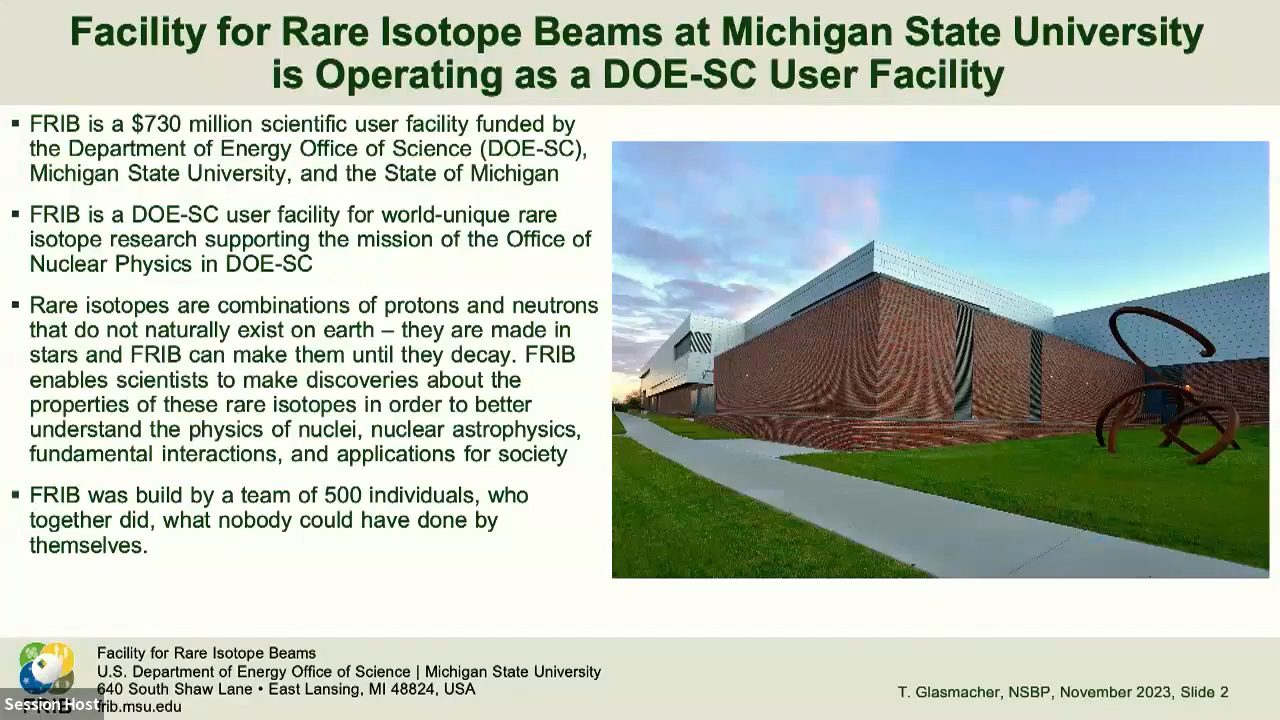 Facility for Rare Isotope Beams at Michigan State University
is Operating as a DOE-SC User Facility
▪ FRIB is a $730 million scientific user facility funded by
the Department of Energy Office of Science (DOE-SC),
Michigan State University, and the State of Michigan
▪ FRIB is a DOE-SC user facility for world-unique rare
isotope research supporting the mission of the Office of
Nuclear Physics in DOE-SC
▪ Rare isotopes are combinations of protons and neutrons
that do not naturally exist on earth – they are made in
stars and FRIB can make them until they decay. FRIB
enables scientists to make discoveries about the
properties of these rare isotopes in order to better
understand the physics of nuclei, nuclear astrophysics,
fundamental interactions, and applications for society
▪ FRIB was build by a team of 500 individuals, who
together did, what nobody could have done by
themselves.
Facility for Rare Isotope Beams
U.S. Department of Energy Office of Science | Michigan State University
640 South Shaw Lane • East Lansing, MI 48824, USA
frib.msu.edu
FRIB
Session Host
T. Glasmacher, NSBP, November 2023, Slide 2